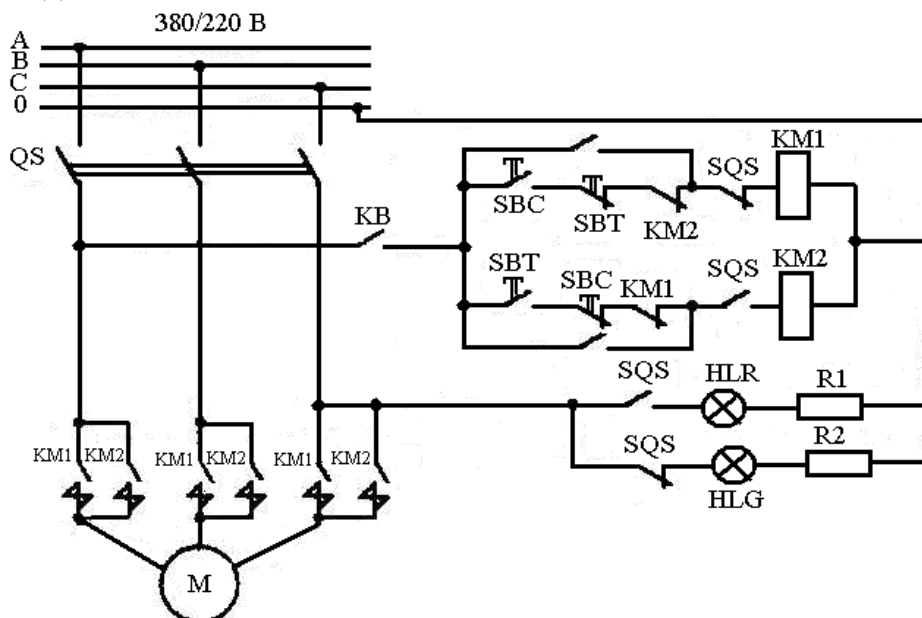 380/220 В
A
B
C
0
QS
KM1
SQS
SBC
SBT
KM2
KB
SBT
SBC
KM1
SQS
KM2
SQS
HLR
R1
SQS
HLG
R2
KM1
KM2
KM1
KM2
KM1
KM2
M